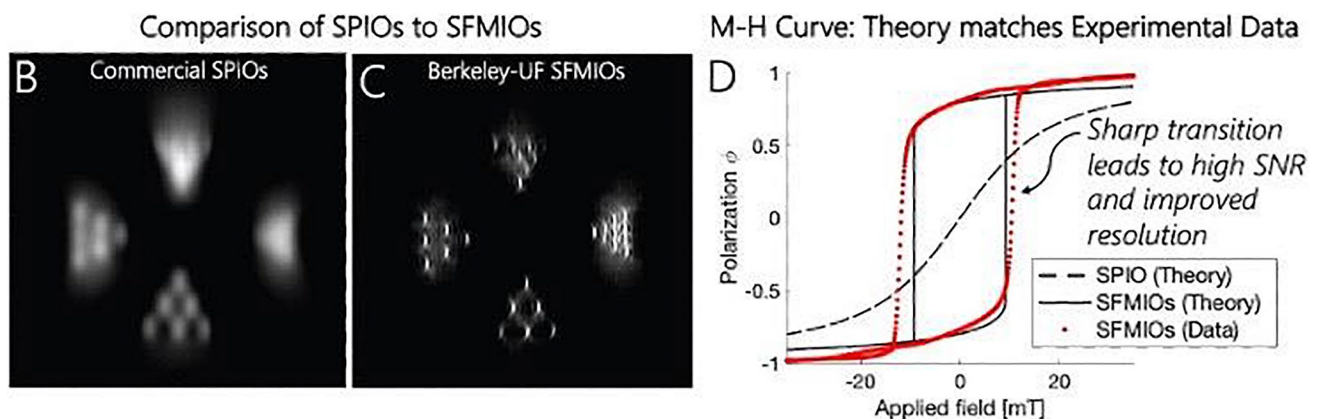 Comparison of SPIOs to SFMIOs
B
Commercial SPIOs
C
Berkeley-UF SFMIOs
M-H Curve: Theory matches Experimental Data
D
1
0.5
0
-0.5
-1
Polarization ϕ
-20
0
20
Applied field [mT]
Sharp transition
leads to high SNR
and improved
resolution
SPIO (Theory)
SFMIOs (Theory)
SFMIOs (Data)